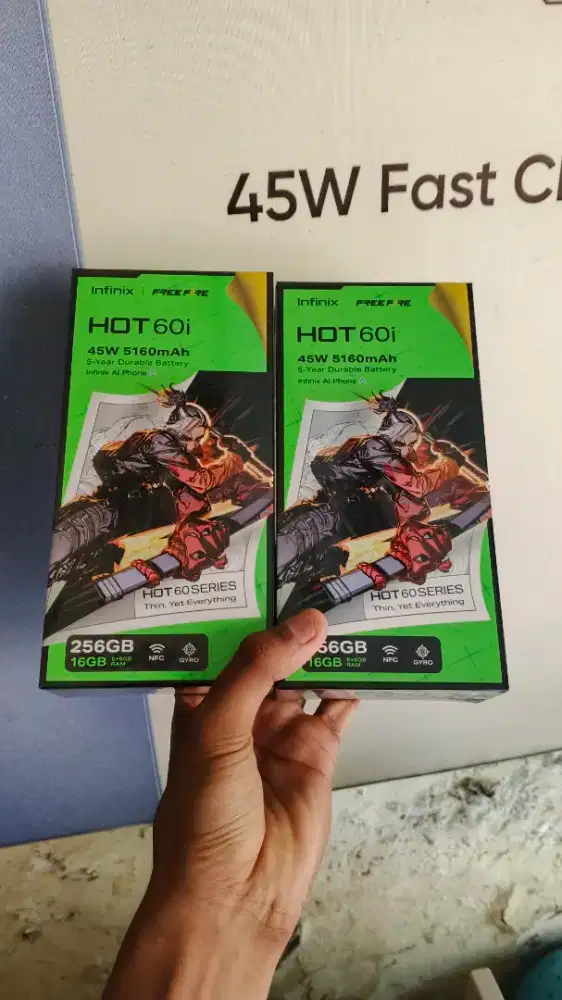 45W Fast
Infinix | FREE FIRE
HOT 60i
45W 5160mAh
5-Year Durable Battery
Infinix AI Phone
HOT 60 SERIES
Thin. Yet Everything
256GB
16GB 8+8GB RAM
NFC
GYRO
Infinix FREE FIRE
HOT 60i
45W 5160mAh
5-Year Durable Battery
Infinix AI Phone
HOT 60 SERIES
Thin. Yet Everything
56GB
16GB 8+8GB RAM
NFC
GYRO